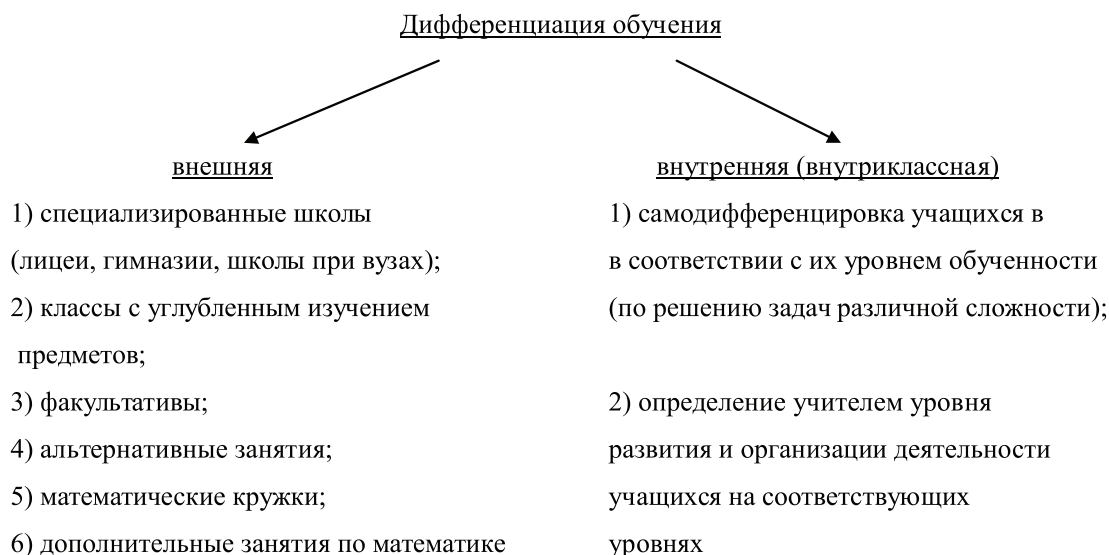 Дифференциация обучения
внешняя
1) специализированные школы
(лицеи, гимназии, школы при вузах);
2) классы с углубленным изучением
предметов;
3) факультативы;
4) альтернативные занятия;
5) математические кружки;
6) дополнительные занятия по математике
внутренняя (внутриклассная)
1) самодифференцировка учащихся в
в соответствии с их уровнем обученности
(по решению задач различной сложности);
2) определение учителем уровня
развития и организации деятельности
учащихся на соответствующих
уровнях